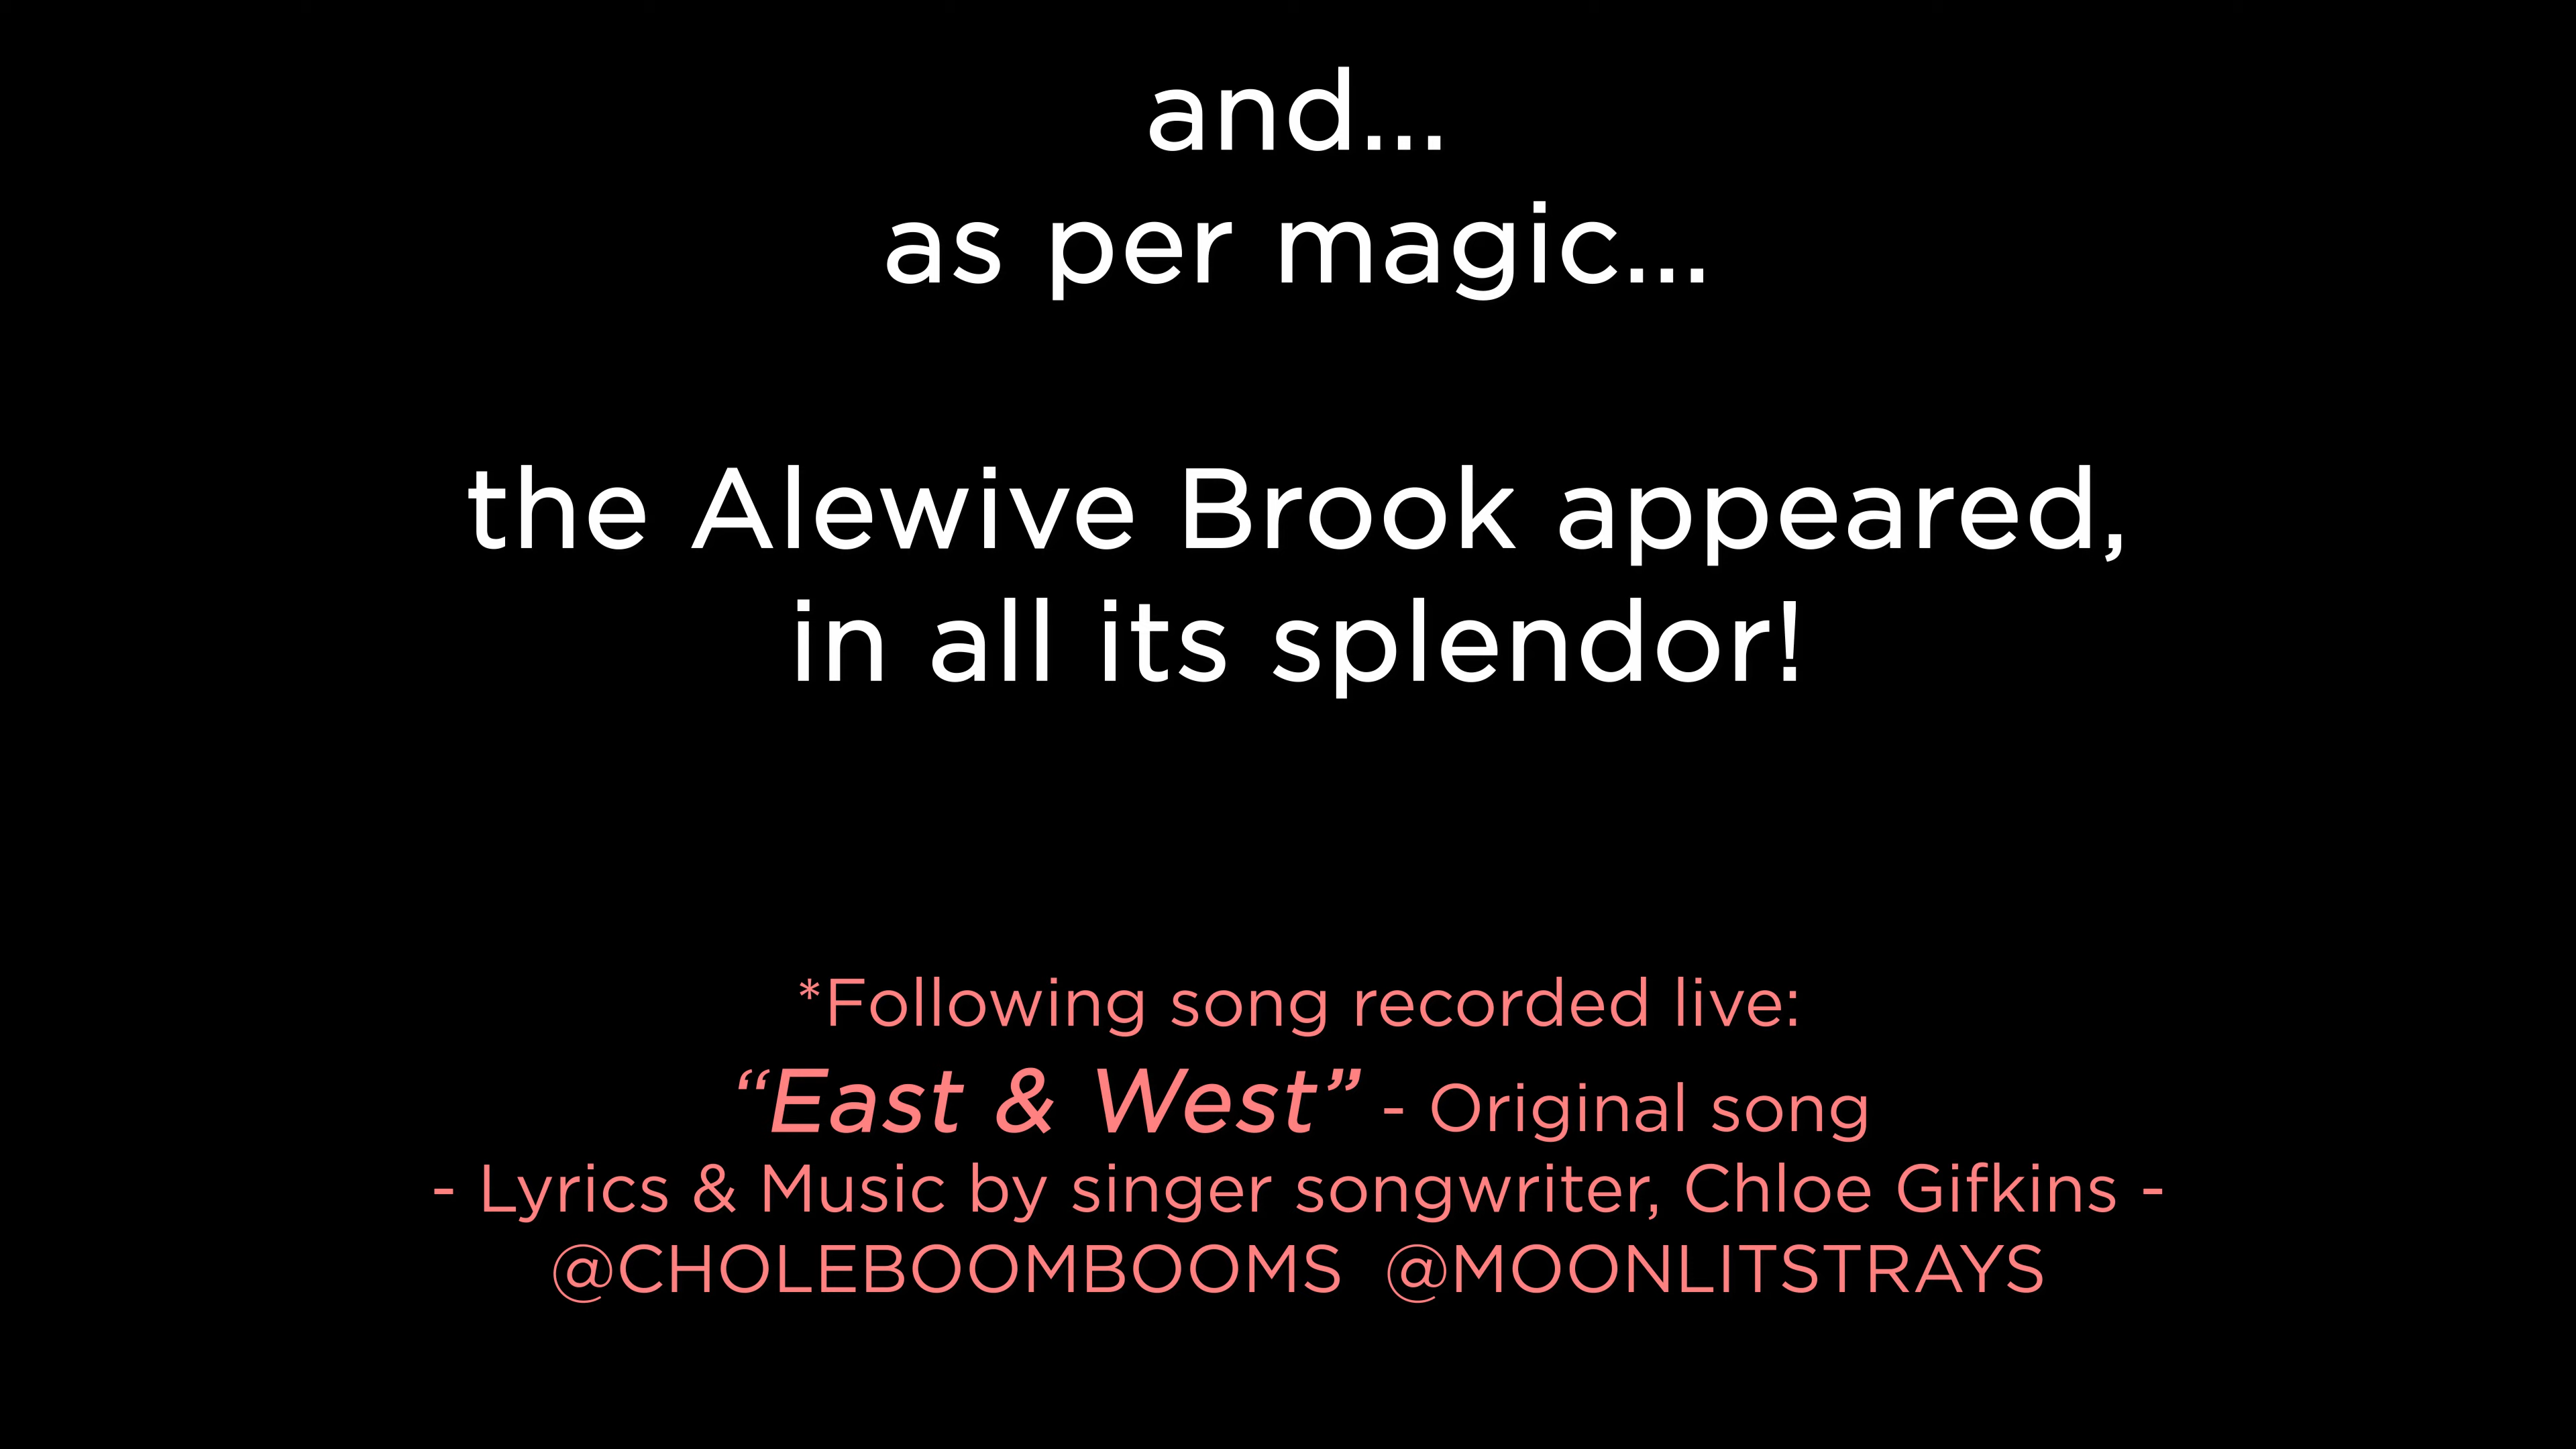 and...
as per magic...
the Alewive Brook appeared,
in all its splendor!
*Following song recorded live:
“East & West” - Original song
- Lyrics & Music by singer songwriter, Chloe Gifkins -
@CHOLEBOOMBOOMS @MOONLITSTRAYS